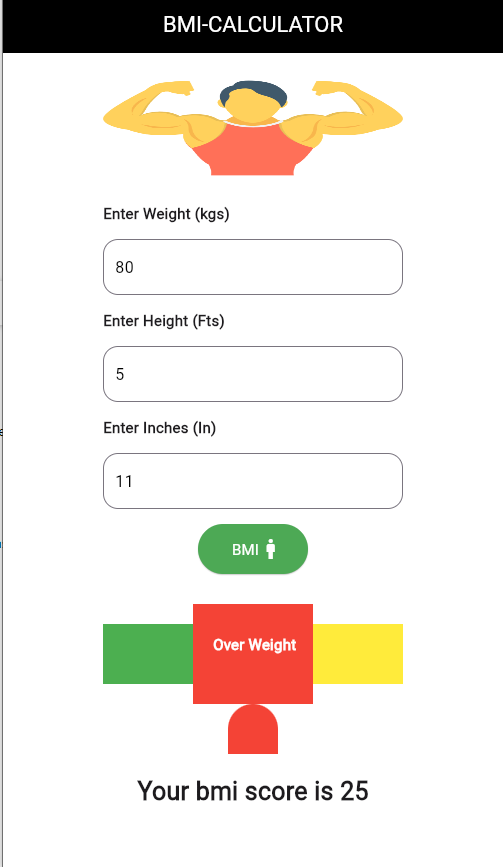 BMI-CALCULATOR
Enter Weight (kgs)
80
Enter Height (Fts)
5
Enter Inches (In)
11
BMI
Over Weight
Your bmi score is 25